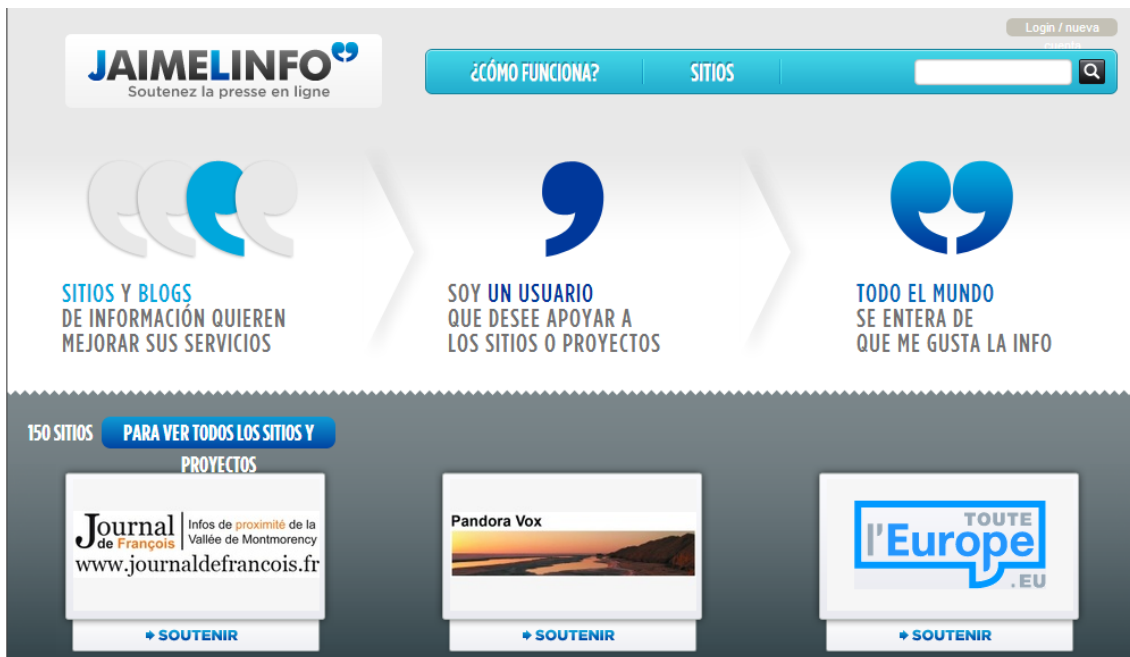 Login / nueva
cuenta
JAIMELINFO
Soutenez la presse en ligne
¿CÓMO FUNCIONA?
SITIOS
SITIOS Y BLOGS
DE INFORMACIÓN QUIEREN
MEJORAR SUS SERVICIOS
SOY UN USUARIO
QUE DESEE APOYAR A
LOS SITIOS O PROYECTOS
TODO EL MUNDO
SE ENTERA DE
QUE ME GUSTA LA INFO
150 SITIOS
PARA VER TODOS LOS SITIOS Y
PROYECTOS
Journal
de François
Infos de proximité de la
Vallée de Montmorency
www.journaldefrancois.fr
SOUTENIR
Pandora Vox
SOUTENIR
TOUTE
l'Europe
.EU
SOUTENIR